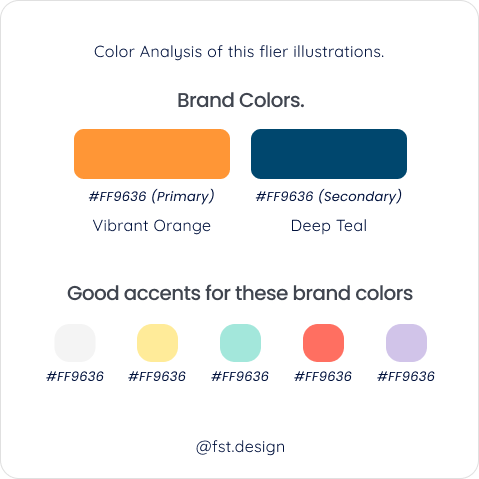 Color Analysis of this flier illustrations.
Brand Colors.
#FF9636 (Primary) #FF9636 (Secondary)
Vibrant Orange Deep Teal
Good accents for these brand colors
#FF9636 #FF9636 #FF9636 #FF9636 #FF9636
@fst.design